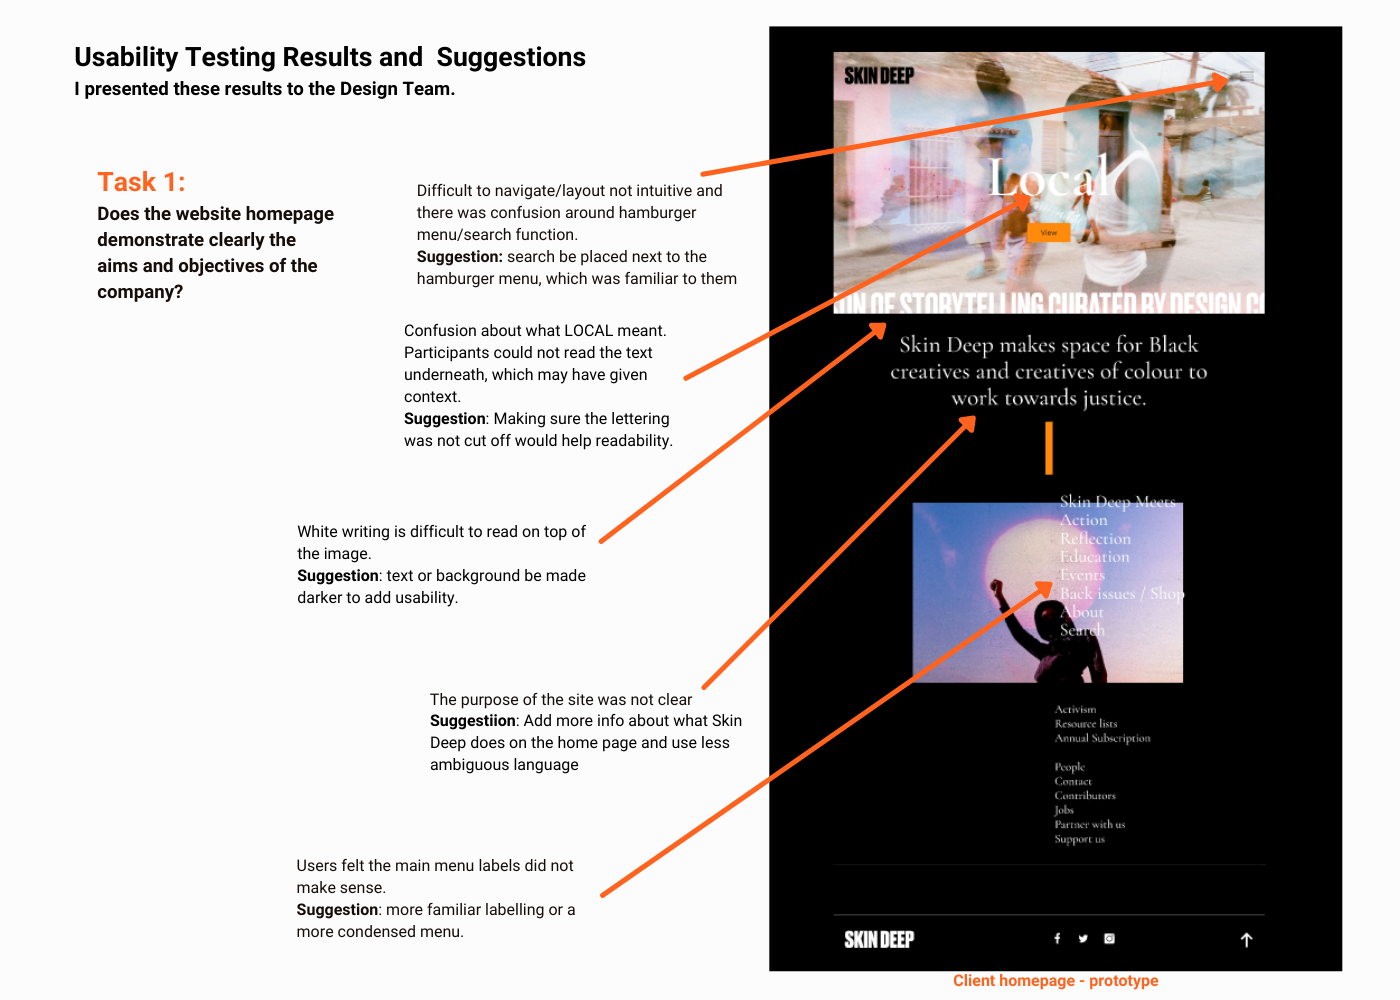 Usability Testing Results and Suggestions
I presented these results to the Design Team.
Task 1:
Does the website homepage
demonstrate clearly the
aims and objectives of the
company?
Difficult to navigate/layout not intuitive and
there was confusion around hamburger
menu/search function.
Suggestion: search be placed next to the
hamburger menu, which was familiar to them
Confusion about what LOCAL meant.
Participants could not read the text
underneath, which may have given
context.
Suggestion: Making sure the lettering
was not cut off would help readability.
White writing is difficult to read on top of
the image.
Suggestion: text or background be made
darker to add usability.
The purpose of the site was not clear
Suggestiion: Add more info about what Skin
Deep does on the home page and use less
ambiguous language
Users felt the main menu labels did not
make sense.
Suggestion: more familiar labelling or a
more condensed menu.
SKIN DEEP
Local
View
ON OF STORYTELLING CURATED BY DESIGN
Skin Deep makes space for Black
creatives and creatives of colour to
work towards justice.
Skin Deep Meets
Action
Reflection
Education
Events
Back issues / Shop
About
Search
Activism
Resource lists
Annual Subscription
People
Contact
Contributors
Jobs
Partner with us
Support us
SKIN DEEP
Client homepage - prototype